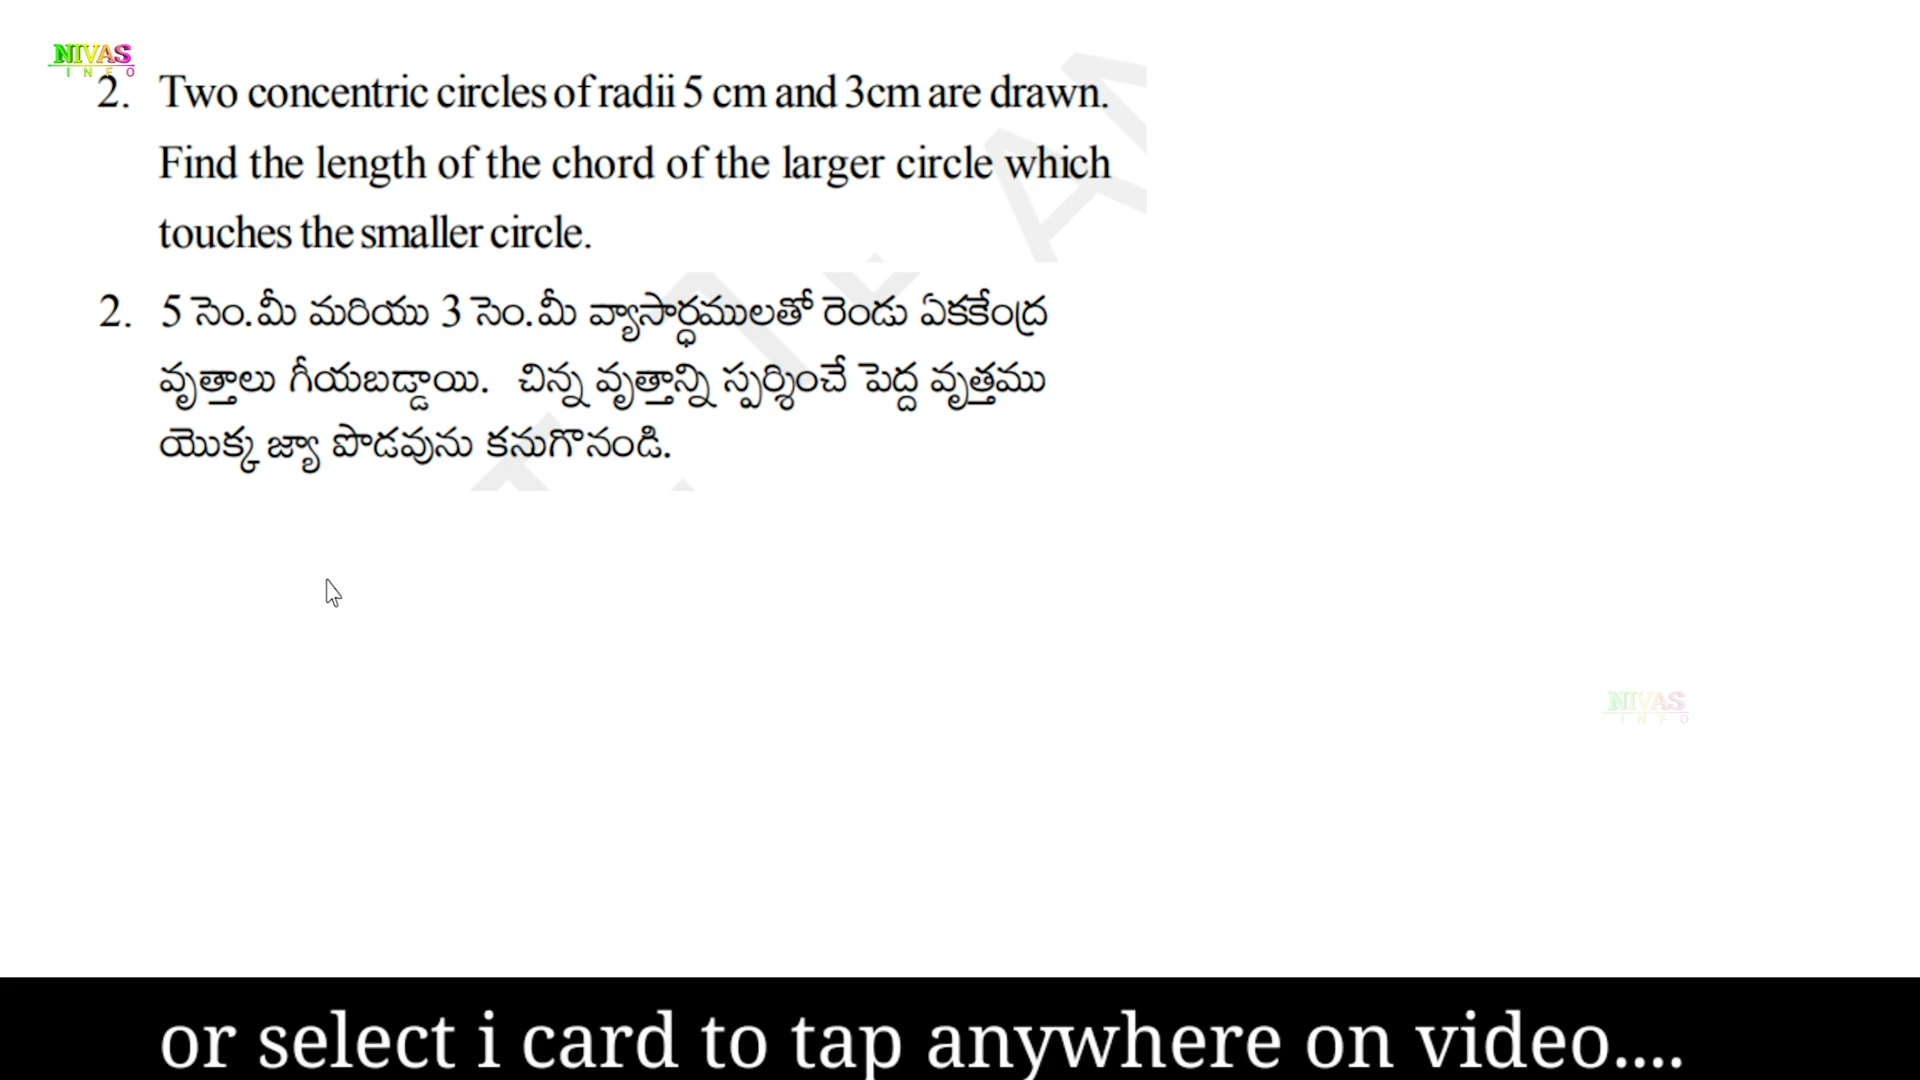 NIVAS
INFO
2. Two concentric circles of radii 5 cm and 3cm are drawn.
Find the length of the chord of the larger circle which
touches the smaller circle.
2. 5 సెం.మీ మరియు 3 సెం.మీ వ్యాసార్ధములతో రెండు ఏకకేంద్ర
వృత్తాలు గీయబడ్డాయి. చిన్న వృత్తాన్ని స్పర్శించే పెద్ద వృత్తము
యొక్క జ్యా పొడవును కనుగొనండి.
NIVAS
INFO
or select i card to tap anywhere on video....